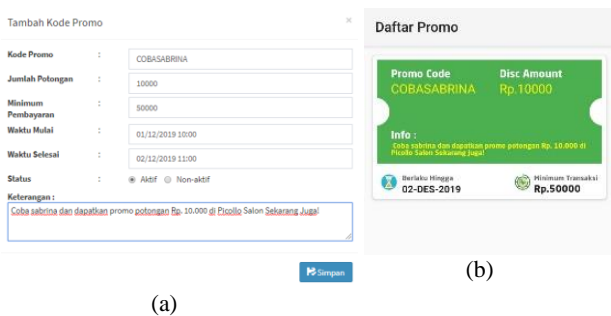 Tambah Kode Promo ×
Kode Promo : COBASABRINA
Jumlah Potongan : 10000
Minimum
Pembayaran : 50000
Waktu Mulai : 01/12/2019 10:00
Waktu Selesai : 02/12/2019 11:00
Status : Aktif Non-aktif
Keterangan :
Coba sabrina dan dapatkan promo potongan Rp. 10.000 di Picollo Salon Sekarang Juga!
Simpan
(a)
Daftar Promo
Promo Code Disc Amount
COBASABRINA Rp.10000
Info :
Coba sabrina dan dapatkan promo potongan Rp. 10.000 di
Picollo Salon Sekarang Juga!
Berlaku Hingga Minimum Transaksi
02-DES-2019 Rp.50000
(b)